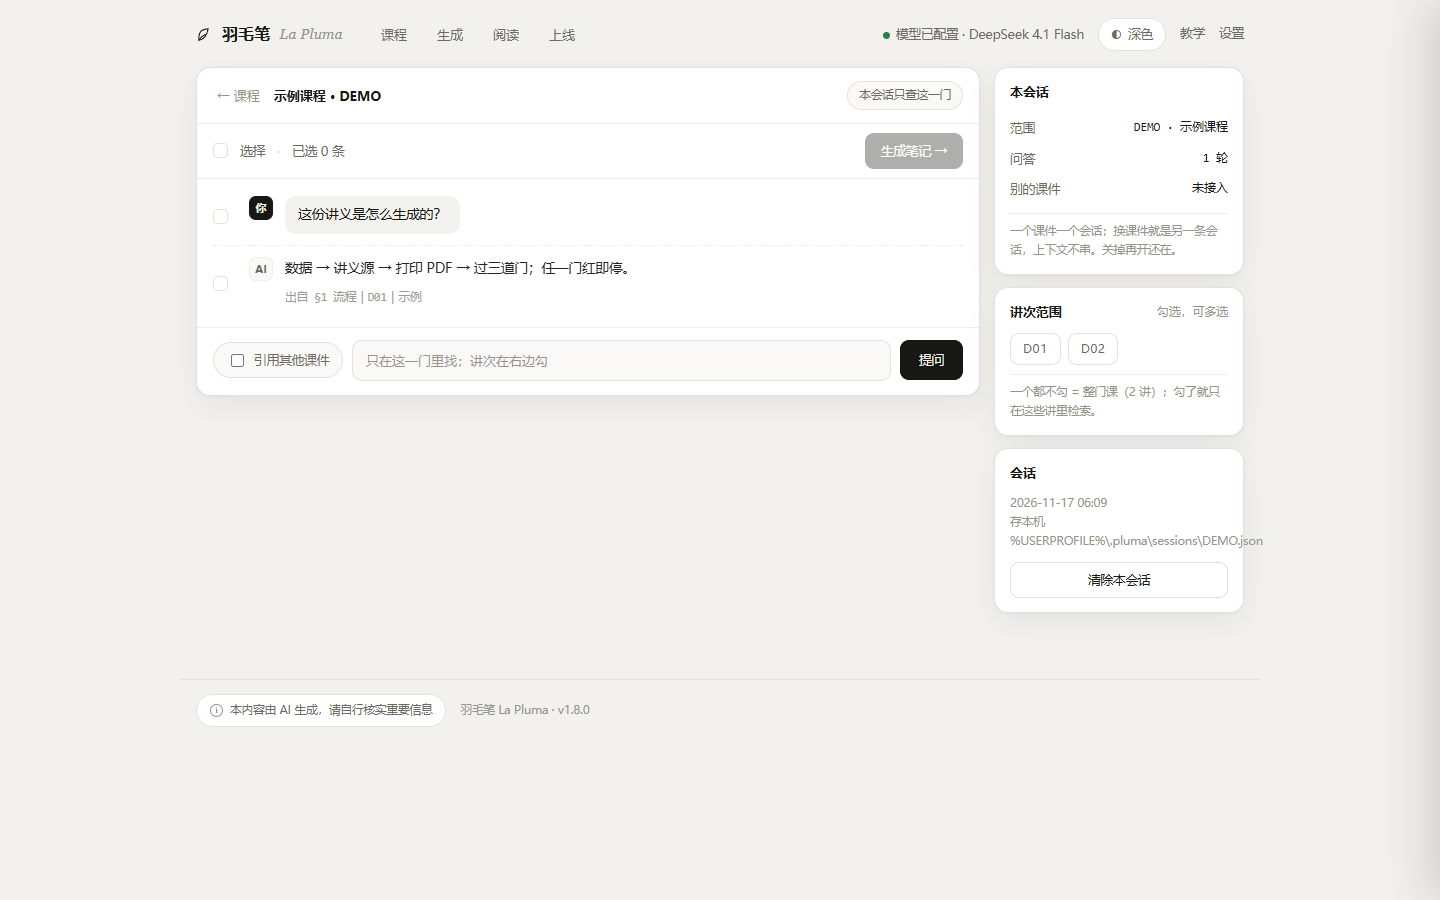 羽毛笔 La Pluma 课程 生成 阅读 上线 模型已配置 · DeepSeek 4.1 Flash 深色 教学 设置
← 课程 示例课程 • DEMO 本会话只查这一门
选择 · 已选 0 条 生成笔记 →
你 这份讲义是怎么生成的?
AI 数据 → 讲义源 → 打印 PDF → 过三道门；任一门红即停。
出自 §1 流程 | D01 | 示例
引用其他课件 只在这一门里找；讲次在右边勾 提问
本会话
范围 DEMO · 示例课程
问答 1 轮
别的课件 未接入
一个课件一个会话；换课件就是另一条会
话，上下文不串。关掉再开还在。
讲次范围 勾选，可多选
D01 D02
一个都不勾 = 整门课（2 讲）；勾了就只
在这些讲里检索。
会话
2026-11-17 06:09
存本机
%USERPROFILE%\.pluma\sessions\DEMO.json
清除本会话
本内容由 AI 生成，请自行核实重要信息 羽毛笔 La Pluma · v1.8.0